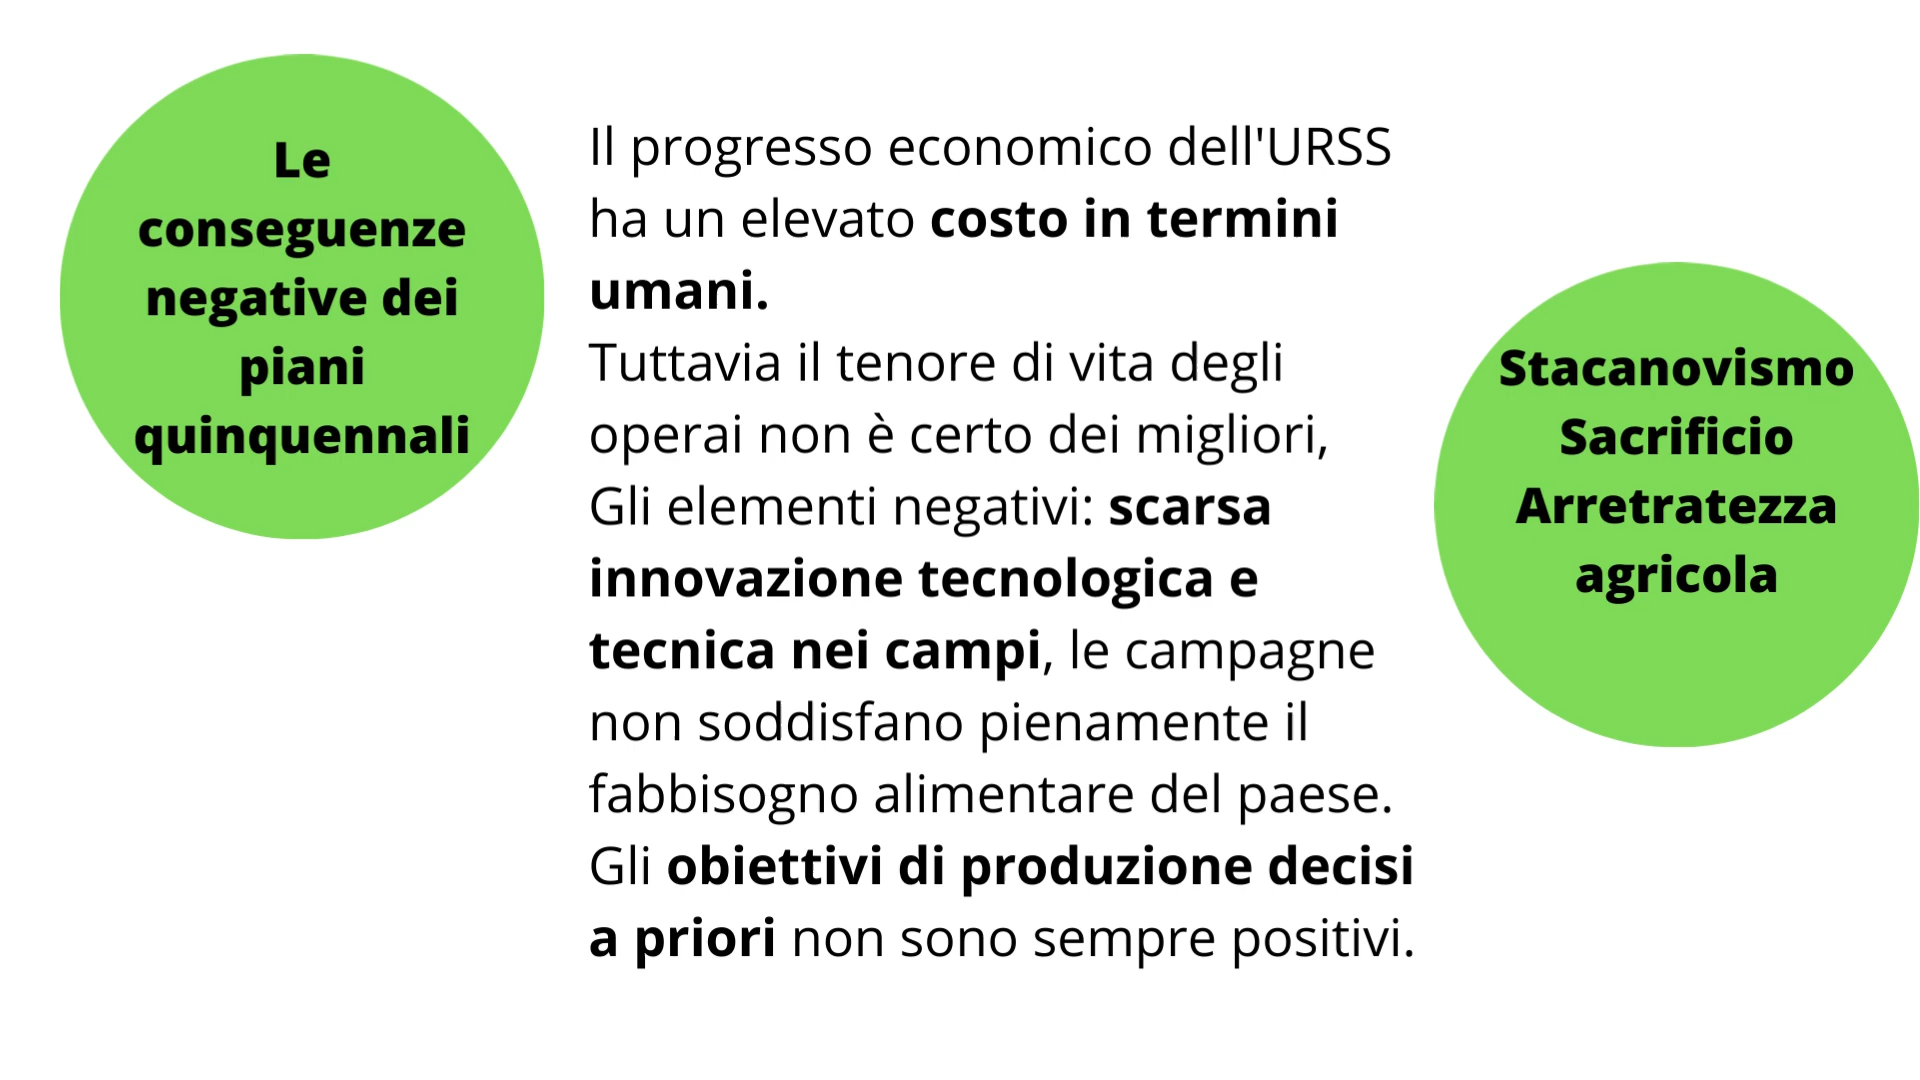 Le
conseguenze
negative dei
piani
quinquennali
Il progresso economico dell'URSS
ha un elevato costo in termini
umani.
Tuttavia il tenore di vita degli
operai non è certo dei migliori,
Gli elementi negativi: scarsa
innovazione tecnologica e
tecnica nei campi, le campagne
non soddisfano pienamente il
fabbisogno alimentare del paese.
Gli obiettivi di produzione decisi
a priori non sono sempre positivi.
Stacanovismo
Sacrificio
Arretratezza
agricola